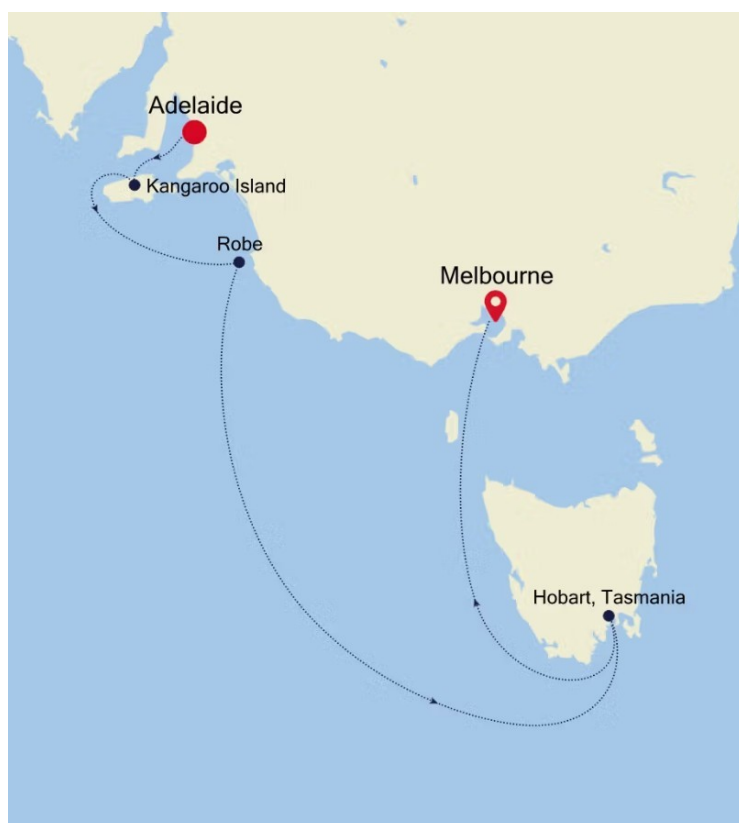 Adelaide
Kangaroo Island
Robe
Melbourne
Hobart, Tasmania